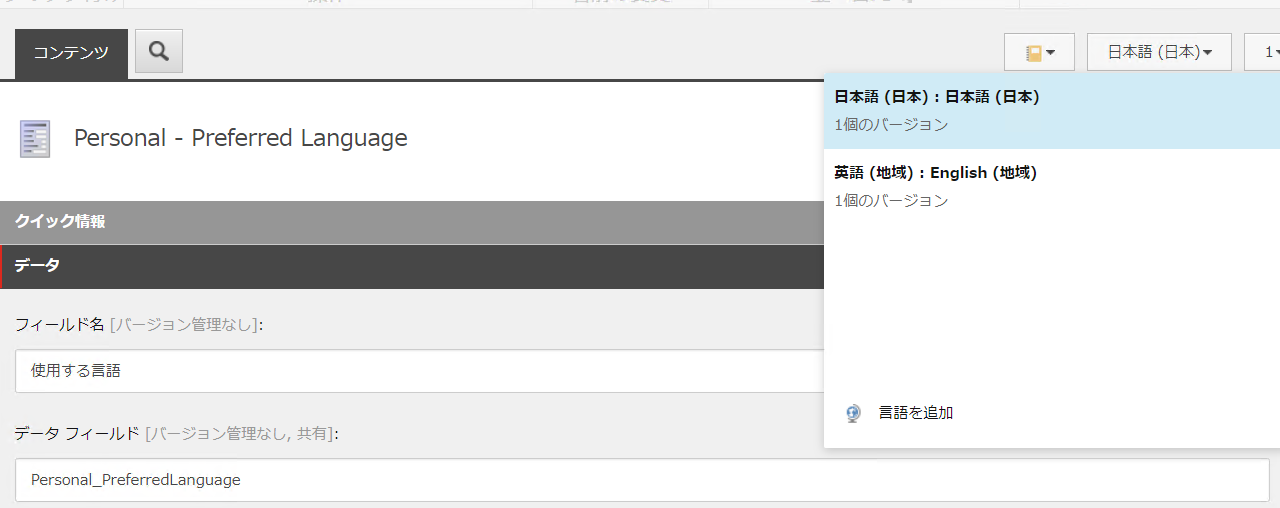 コンテンツ
日本語 (日本)
1
日本語 (日本) : 日本語 (日本)
1個のバージョン
英語 (地域) : English (地域)
1個のバージョン
言語を追加
Personal - Preferred Language
クイック情報
データ
フィールド名 [バージョン管理なし]:
使用する言語
データ フィールド [バージョン管理なし, 共有]:
Personal_PreferredLanguage